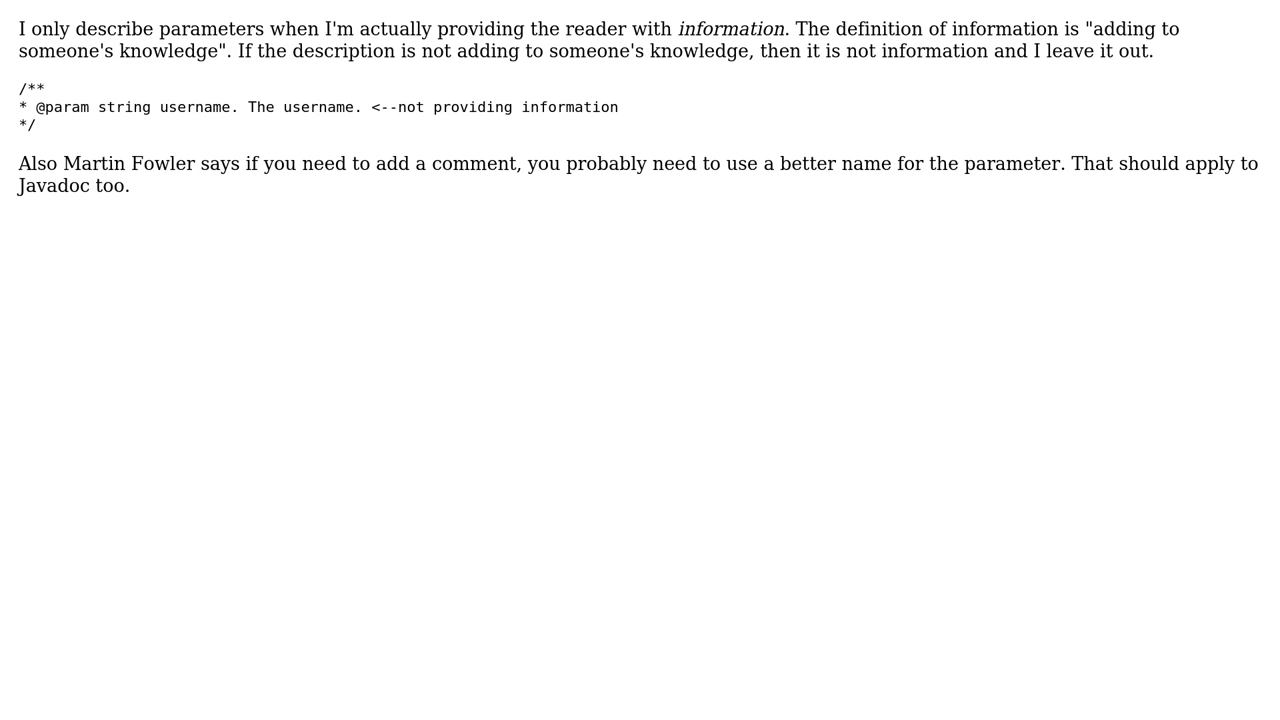 I only describe parameters when I'm actually providing the reader with information. The definition of information is "adding to
someone's knowledge". If the description is not adding to someone's knowledge, then it is not information and I leave it out.
/**
* @param string username. The username. <--not providing information
*/
Also Martin Fowler says if you need to add a comment, you probably need to use a better name for the parameter. That should apply to
Javadoc too.